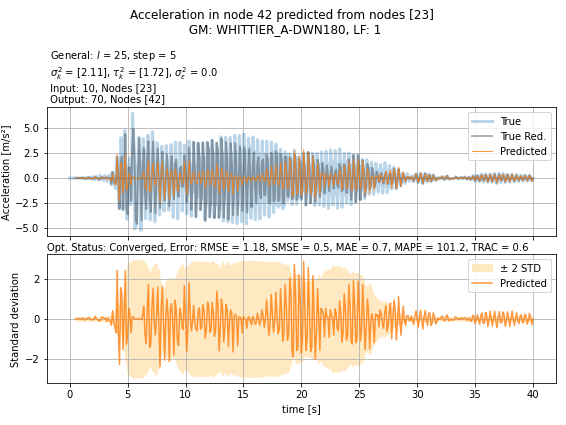 Acceleration in node 42 predicted from nodes [23]
GM: WHITTIER_A-DWN180, LF: 1
General: l = 25, step = 5
σ²ₖ = [2.11], τ²ₖ = [1.72], σ²ε = 0.0
Input: 10, Nodes [23]
Output: 70, Nodes [42]
Acceleration [m/s²]
5.0
2.5
0.0
−2.5
−5.0
True
True Red.
Predicted
Opt. Status: Converged, Error: RMSE = 1.18, SMSE = 0.5, MAE = 0.7, MAPE = 101.2, TRAC = 0.6
Standard deviation
2
0
−2
± 2 STD
Predicted
0 5 10 15 20 25 30 35 40
time [s]